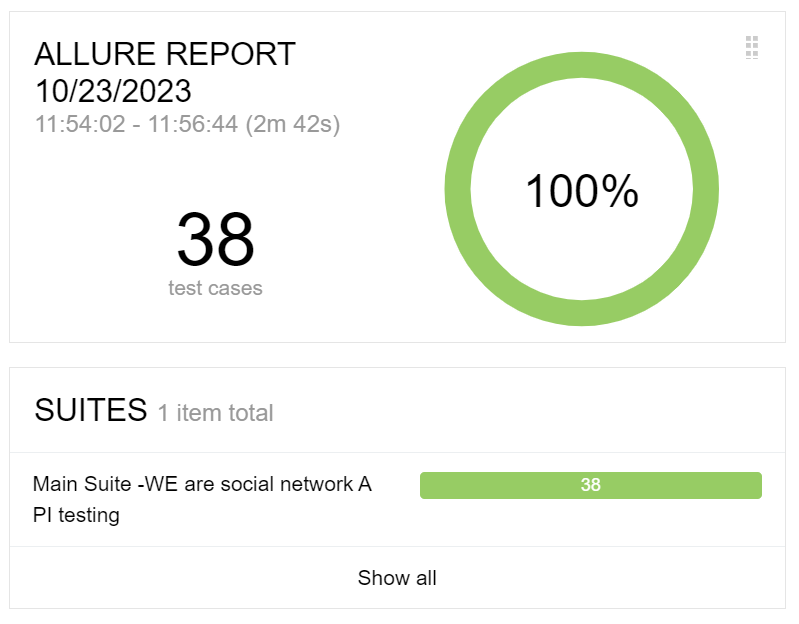 ALLURE REPORT
10/23/2023
11:54:02 - 11:56:44 (2m 42s)
100%
38
test cases
SUITES 1 item total
Main Suite -WE are social network A
PI testing
38
Show all